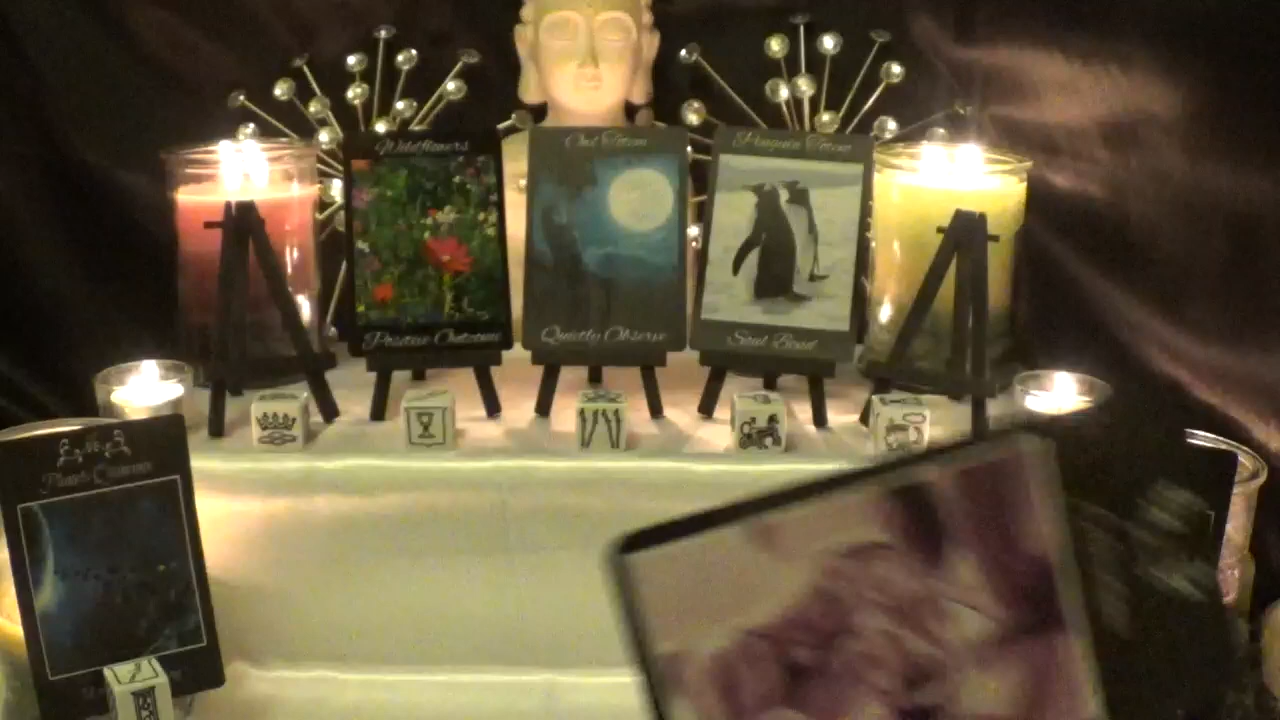 Wildflowers
Positive Outcome
Owl Totem
Quietly Observe
Penguin Totem
Soul Bond